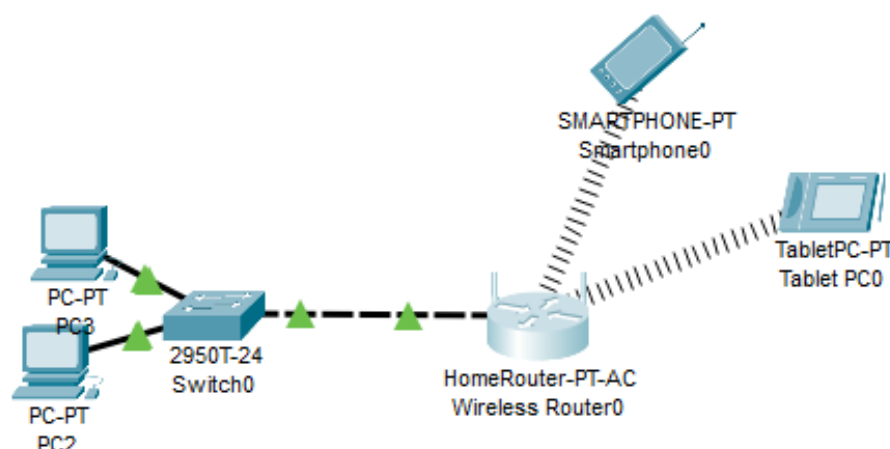 SMARTPHONE-PT
Smartphone0
TabletPC-PT
Tablet PC0
PC-PT
PC3
2950T-24
Switch0
HomeRouter-PT-AC
Wireless Router0
PC-PT
PC2